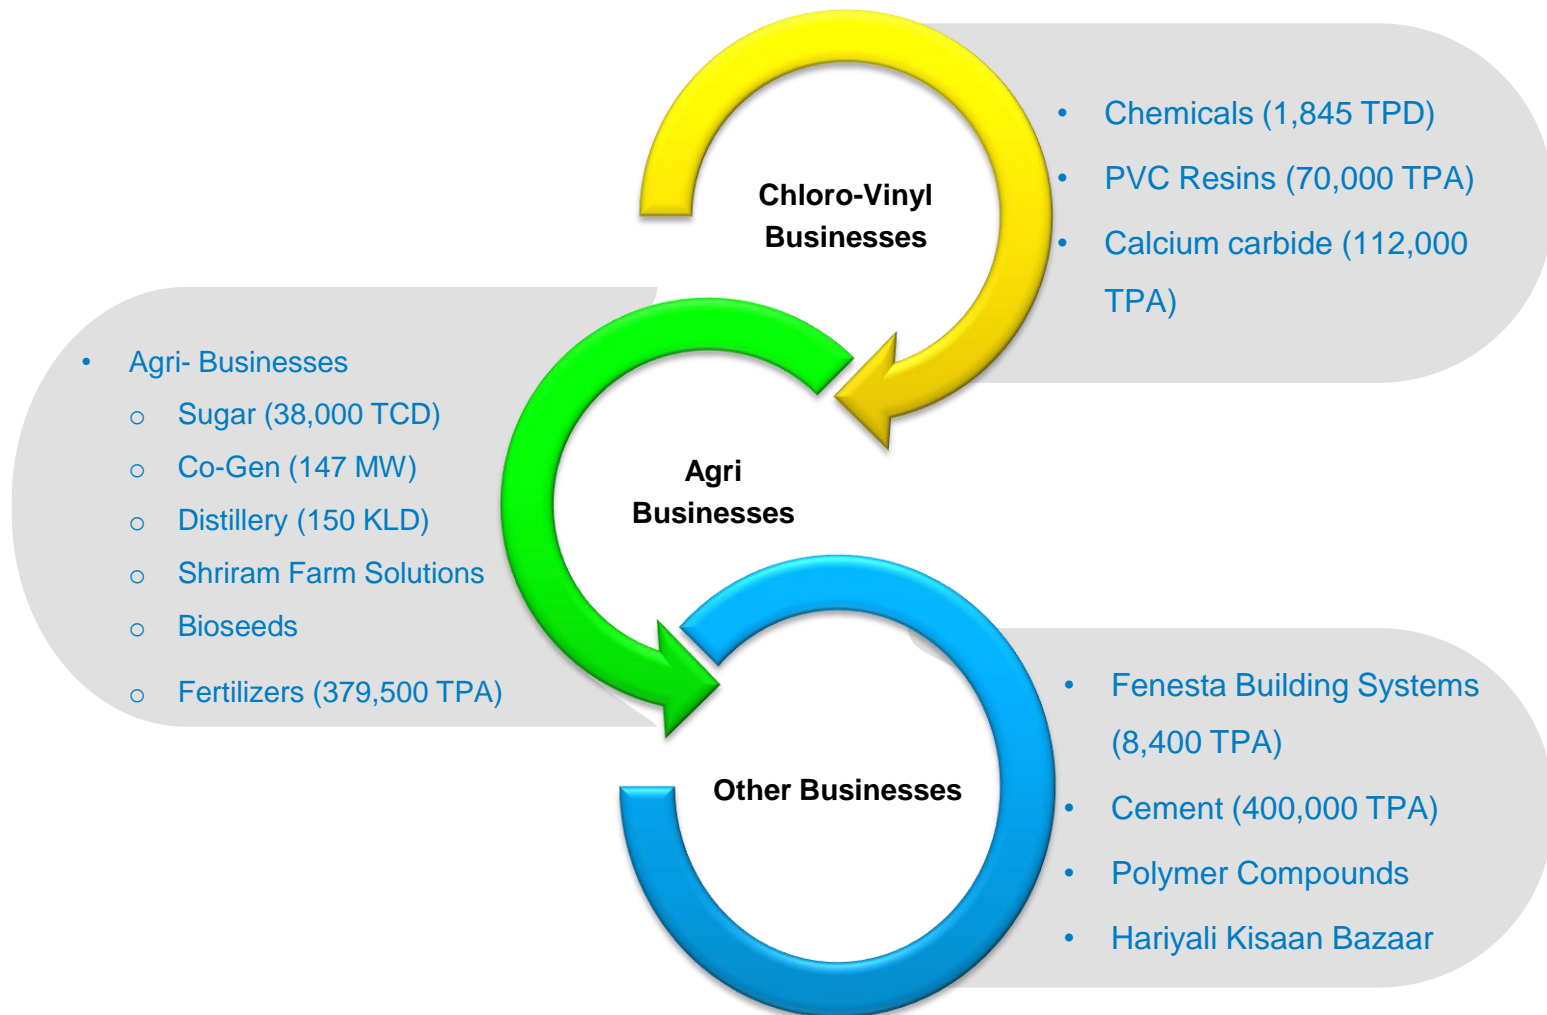 Chloro-Vinyl
Businesses
• Chemicals (1,845 TPD)
• PVC Resins (70,000 TPA)
• Calcium carbide (112,000
TPA)
Agri
Businesses
• Agri- Businesses
o Sugar (38,000 TCD)
o Co-Gen (147 MW)
o Distillery (150 KLD)
o Shriram Farm Solutions
o Bioseeds
o Fertilizers (379,500 TPA)
Other Businesses
• Fenesta Building Systems
(8,400 TPA)
• Cement (400,000 TPA)
• Polymer Compounds
• Hariyali Kisaan Bazaar